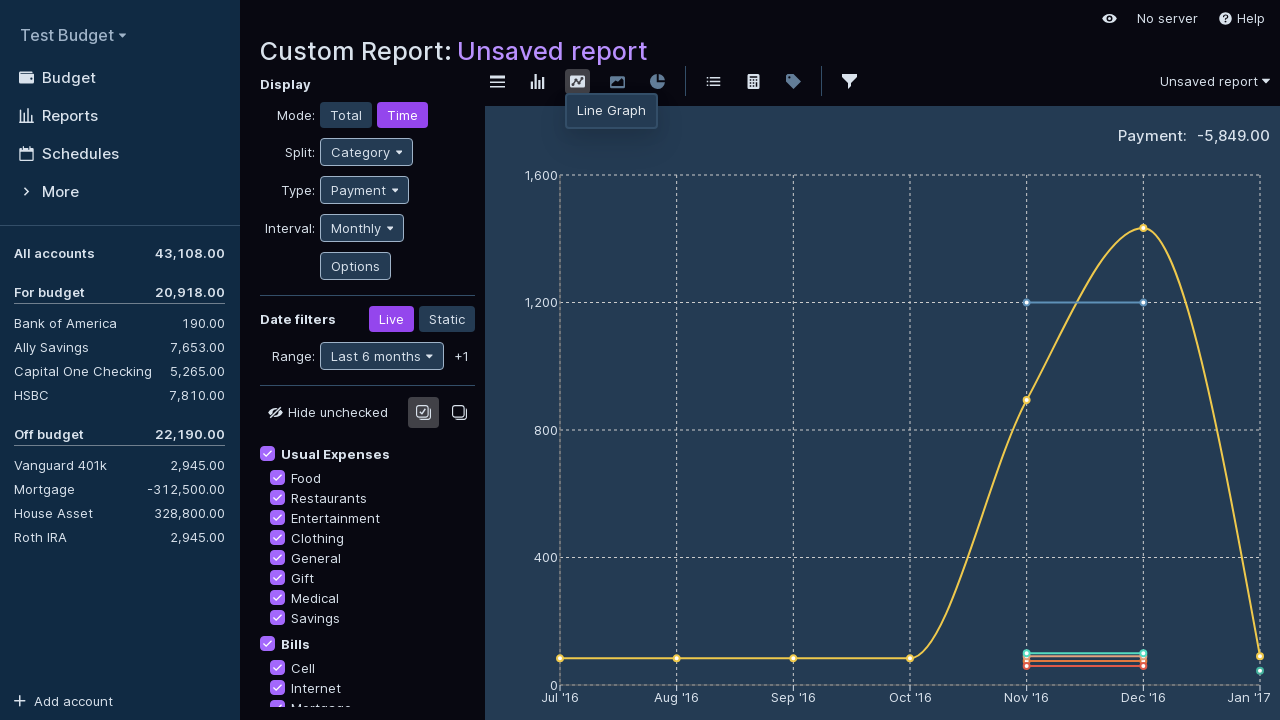 Test Budget
Budget
Reports
Schedules
More
All accounts 43,108.00
For budget 20,918.00
Bank of America 190.00
Ally Savings 7,653.00
Capital One Checking 5,265.00
HSBC 7,810.00
Off budget 22,190.00
Vanguard 401k 2,945.00
Mortgage -312,500.00
House Asset 328,800.00
Roth IRA 2,945.00
Add account
No server Help
Custom Report: Unsaved report
Display
Mode: Total Time
Split: Category
Type: Payment
Interval: Monthly
Options
Date filters Live Static
Range: Last 6 months +1
Hide unchecked
Usual Expenses
Food
Restaurants
Entertainment
Clothing
General
Gift
Medical
Savings
Bills
Cell
Internet
Mortgage
Unsaved report
Line Graph
Payment: -5,849.00
1,600
1,200
800
400
0
Jul '16 Aug '16 Sep '16 Oct '16 Nov '16 Dec '16 Jan '17